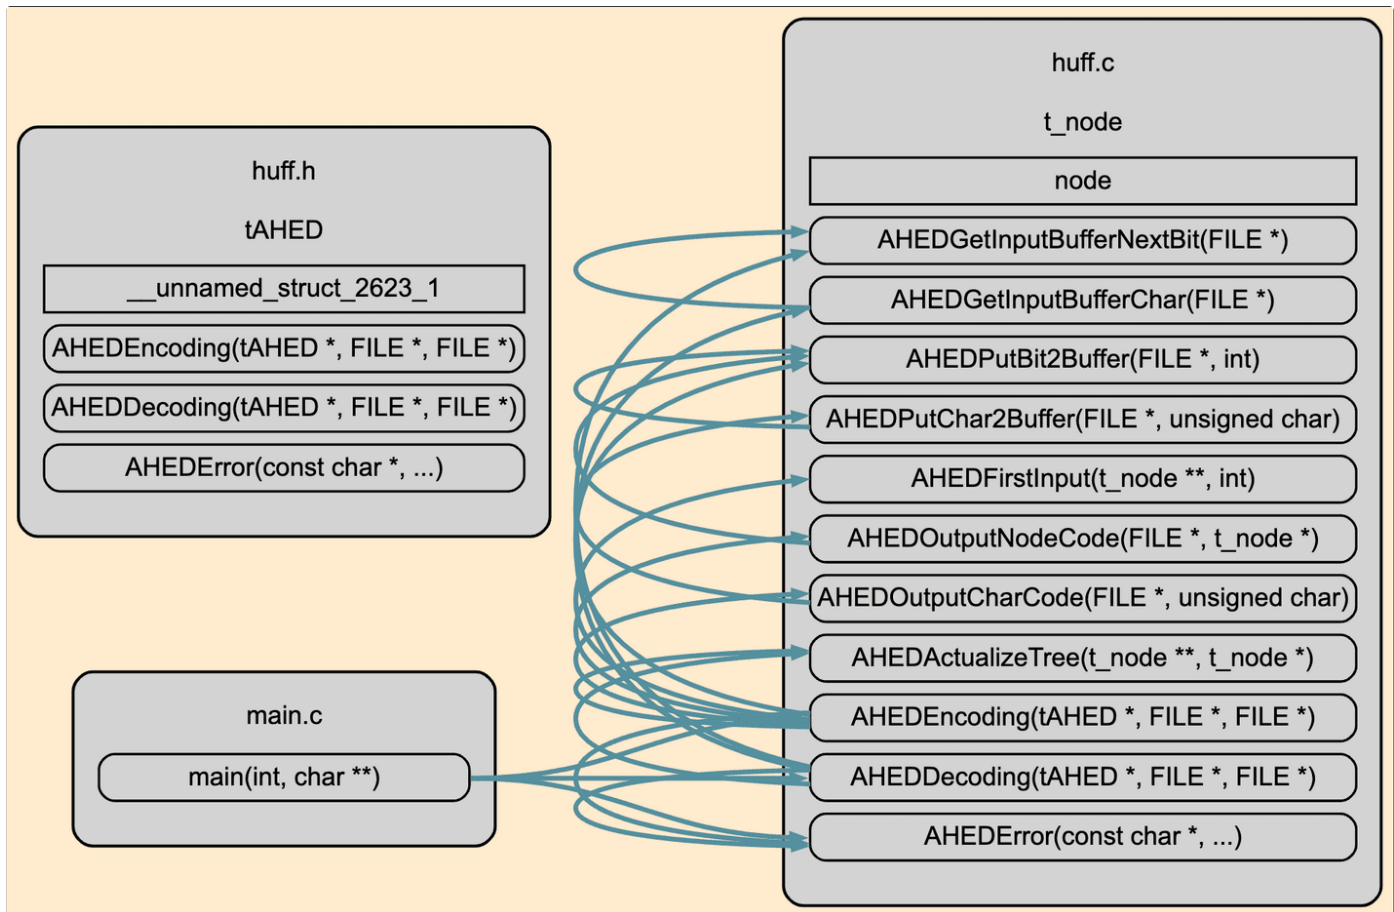 huff.h
tAHED
__unnamed_struct_2623_1
AHEDEncoding(tAHED *, FILE *, FILE *)
AHEDDecoding(tAHED *, FILE *, FILE *)
AHEDError(const char *, ...)
main.c
main(int, char **)
huff.c
t_node
node
AHEDGetInputBufferNextBit(FILE *)
AHEDGetInputBufferChar(FILE *)
AHEDPutBit2Buffer(FILE *, int)
AHEDPutChar2Buffer(FILE *, unsigned char)
AHEDFirstInput(t_node **, int)
AHEDOutputNodeCode(FILE *, t_node *)
AHEDOutputCharCode(FILE *, unsigned char)
AHEDActualizeTree(t_node **, t_node *)
AHEDEncoding(tAHED *, FILE *, FILE *)
AHEDDecoding(tAHED *, FILE *, FILE *)
AHEDError(const char *, ...)